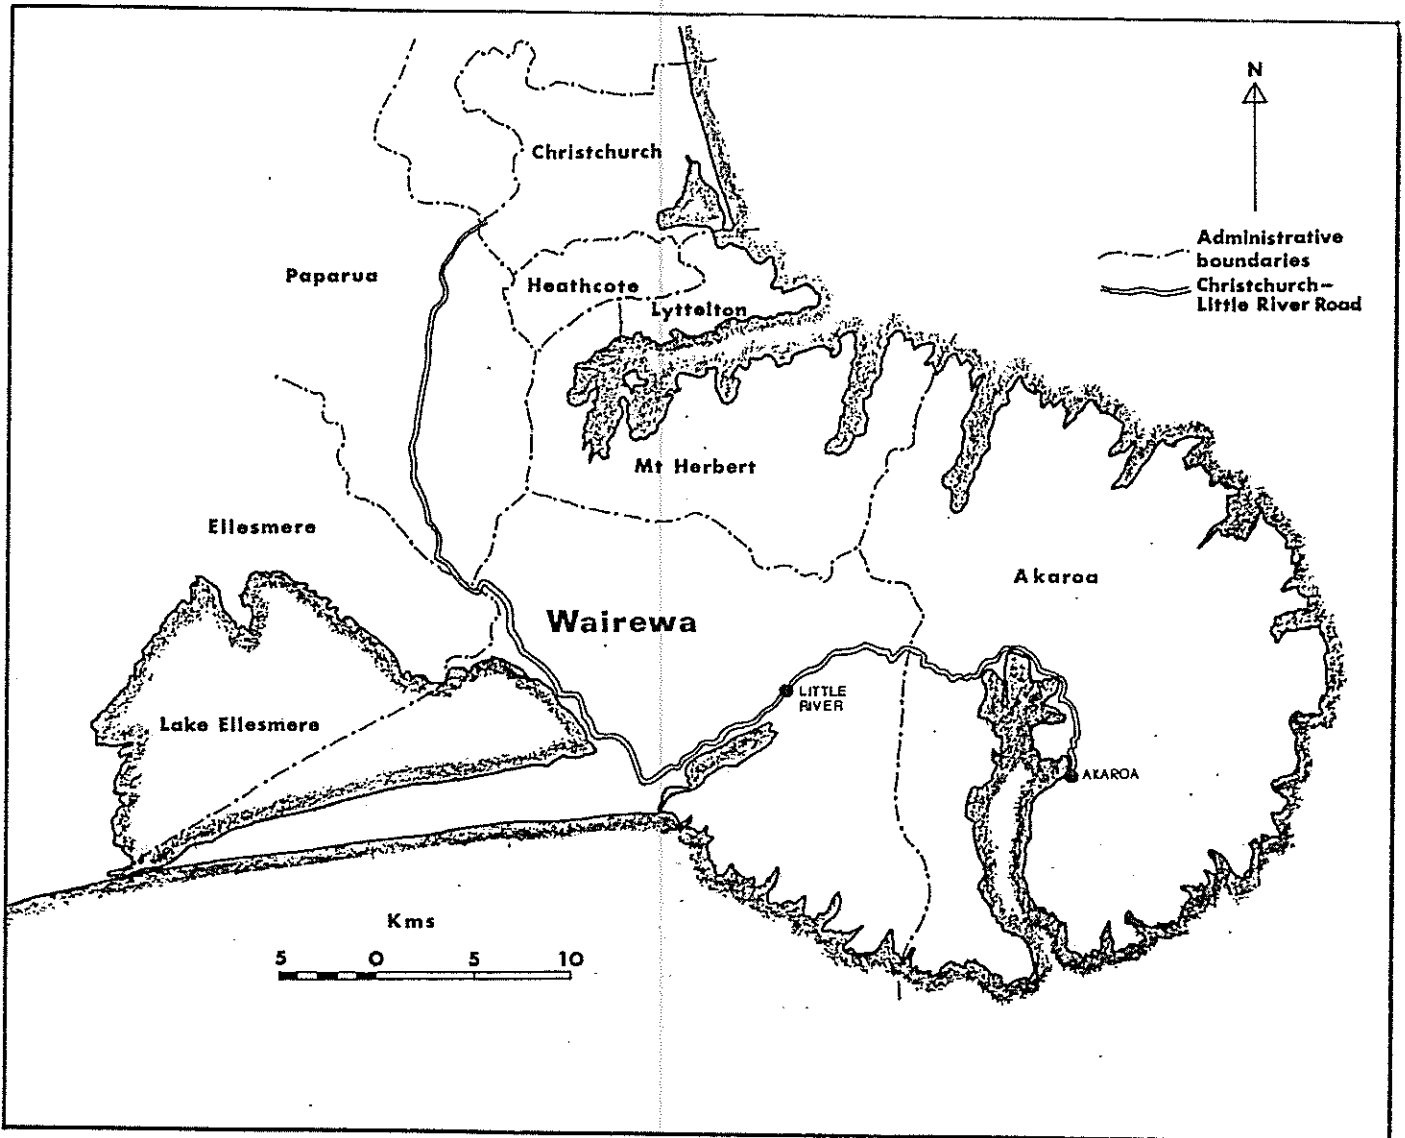 N
Christchurch
Administrative
boundaries
Paparua
Heathcote
Christchurch–
Little River Road
Lyttelton
Mt Herbert
Ellesmere
Akaroa
Wairewa
LITTLE
RIVER
Lake Ellesmere
AKAROA
Kms
5 0 5 10